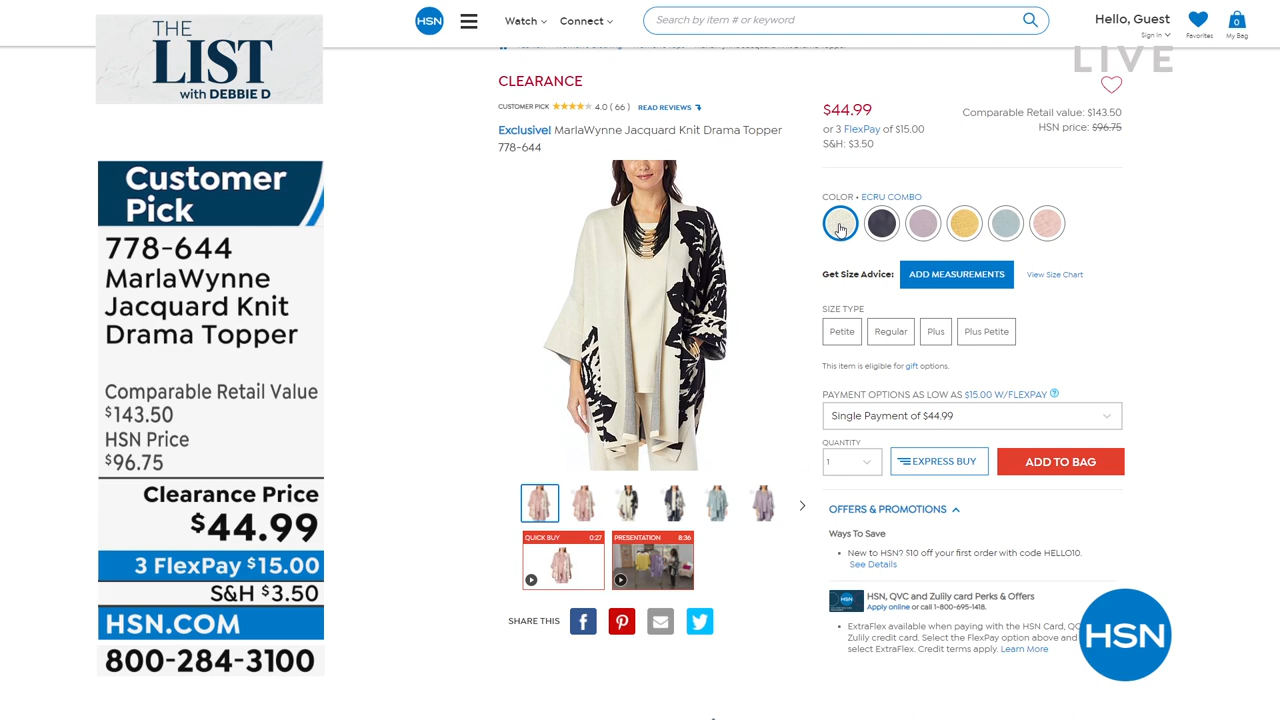 THE
LIST
with DEBBIE D
Customer
Pick
778-644
MarlaWynne
Jacquard Knit
Drama Topper
Comparable Retail Value
$143.50
HSN Price
$96.75
Clearance Price
$44.99
3 FlexPay $15.00
S&H $3.50
HSN.COM
800-284-3100
HSN
Watch
Connect
Search by item # or keyword
Hello, Guest
Sign in
Favorites
0
My Bag
LIVE
CLEARANCE
CUSTOMER PICK 4.0 ( 66 ) READ REVIEWS
Exclusive! MarlaWynne Jacquard Knit Drama Topper
778-644
$44.99
or 3 FlexPay of $15.00
S&H: $3.50
Comparable Retail value: $143.50
HSN price: $96.75
COLOR • ECRU COMBO
Get Size Advice: ADD MEASUREMENTS View Size Chart
SIZE TYPE
Petite Regular Plus Plus Petite
This item is eligible for gift options.
PAYMENT OPTIONS AS LOW AS $15.00 W/FLEXPAY ?
Single Payment of $44.99
QUANTITY
1 EXPRESS BUY ADD TO BAG
QUICK BUY 0:27 PRESENTATION 8:36
SHARE THIS
OFFERS & PROMOTIONS
Ways To Save
• New to HSN? $10 off your first order with code HELLO10.
See Details
HSN, QVC and Zulily card Perks & Offers
Apply online or call 1-800-695-1418.
• ExtraFlex available when paying with the HSN Card,
Zulily credit card. Select the FlexPay option above and
select ExtraFlex. Credit terms apply. Learn More
HSN